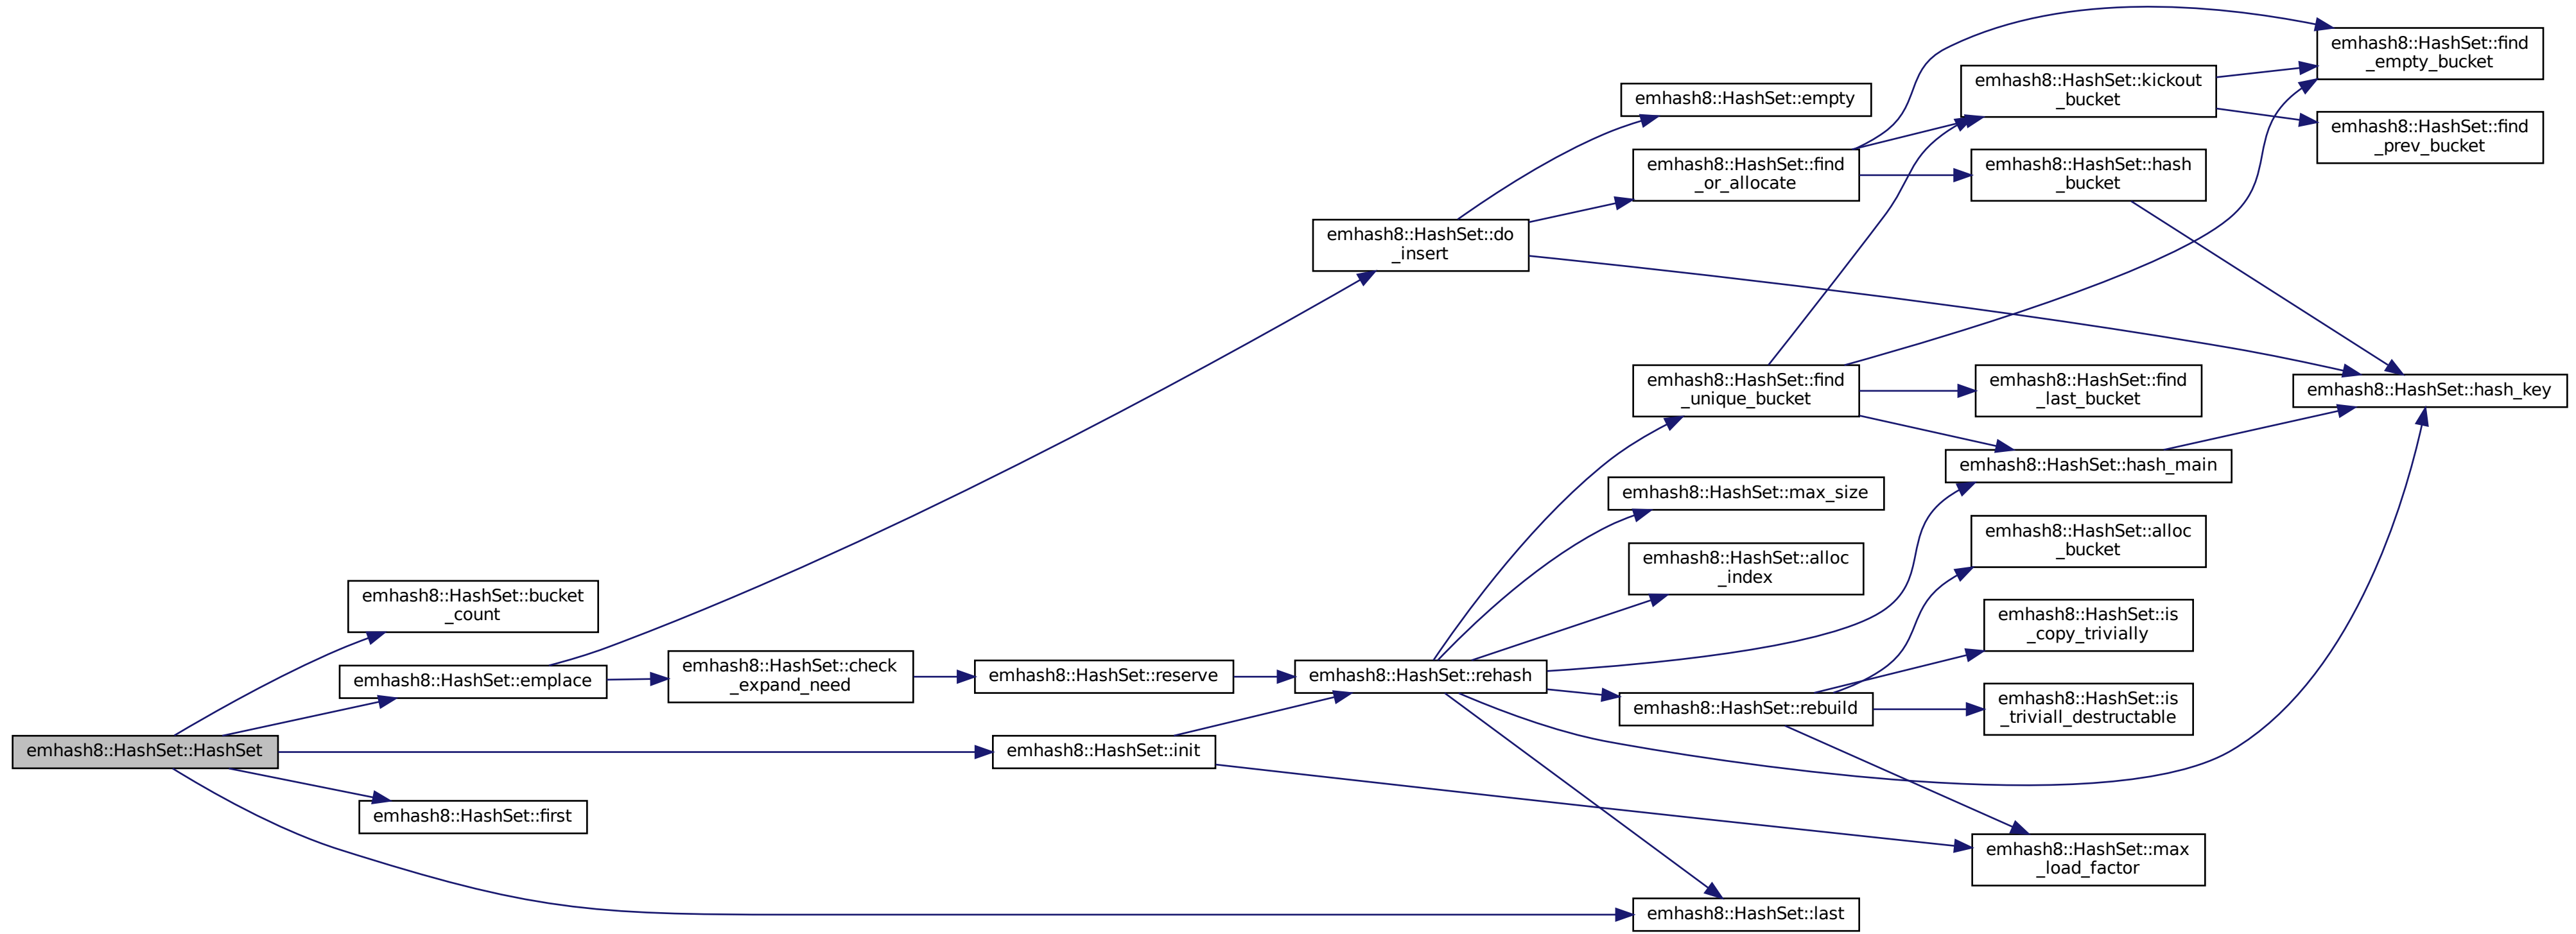 emhash8::HashSet::HashSet
emhash8::HashSet::bucket
_count
emhash8::HashSet::emplace
emhash8::HashSet::first
emhash8::HashSet::check
_expand_need
emhash8::HashSet::reserve
emhash8::HashSet::init
emhash8::HashSet::do
_insert
emhash8::HashSet::rehash
emhash8::HashSet::empty
emhash8::HashSet::find
_or_allocate
emhash8::HashSet::find
_unique_bucket
emhash8::HashSet::max_size
emhash8::HashSet::alloc
_index
emhash8::HashSet::rebuild
emhash8::HashSet::last
emhash8::HashSet::kickout
_bucket
emhash8::HashSet::hash
_bucket
emhash8::HashSet::find
_last_bucket
emhash8::HashSet::hash_main
emhash8::HashSet::alloc
_bucket
emhash8::HashSet::is
_copy_trivially
emhash8::HashSet::is
_triviall_destructable
emhash8::HashSet::max
_load_factor
emhash8::HashSet::find
_empty_bucket
emhash8::HashSet::find
_prev_bucket
emhash8::HashSet::hash_key